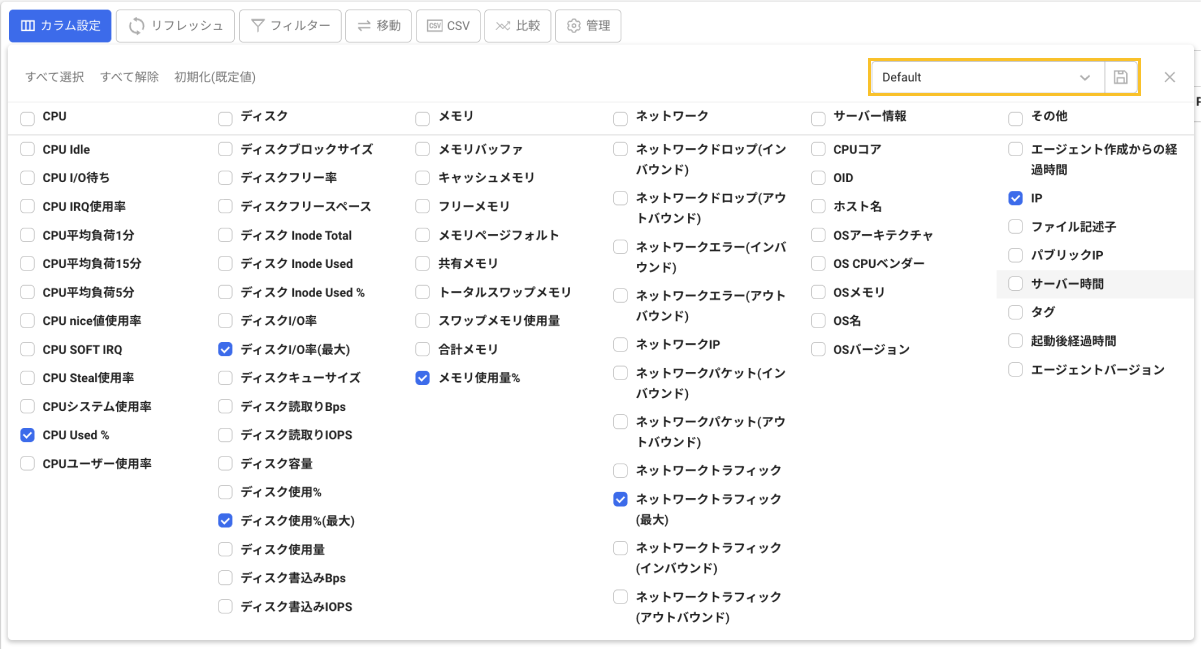 カラム設定
リフレッシュ
フィルター
移動
CSV
CSV
比較
管理
すべて選択
すべて解除
初期化(既定値)
Default
CPU
CPU Idle
CPU I/O待ち
CPU IRQ使用率
CPU平均負荷1分
CPU平均負荷15分
CPU平均負荷5分
CPU nice値使用率
CPU SOFT IRQ
CPU Steal使用率
CPUシステム使用率
CPU Used %
CPUユーザー使用率
ディスク
ディスクブロックサイズ
ディスクフリー率
ディスクフリースペース
ディスク Inode Total
ディスク Inode Used
ディスク Inode Used %
ディスクI/O率
ディスクI/O率(最大)
ディスクキューサイズ
ディスク読取りBps
ディスク読取りIOPS
ディスク容量
ディスク使用%
ディスク使用%(最大)
ディスク使用量
ディスク書込みBps
ディスク書込みIOPS
メモリ
メモリバッファ
キャッシュメモリ
フリーメモリ
メモリページフォルト
共有メモリ
トータルスワップメモリ
スワップメモリ使用量
合計メモリ
メモリ使用量%
ネットワーク
ネットワークドロップ(イン
バウンド)
ネットワークドロップ(アウ
トバウンド)
ネットワークエラー(インバ
ウンド)
ネットワークエラー(アウト
バウンド)
ネットワークIP
ネットワークパケット(イン
バウンド)
ネットワークパケット(アウ
トバウンド)
ネットワークトラフィック
ネットワークトラフィック
(最大)
ネットワークトラフィック
(インバウンド)
ネットワークトラフィック
(アウトバウンド)
サーバー情報
CPUコア
OID
ホスト名
OSアーキテクチャ
OS CPUベンダー
OSメモリ
OS名
OSバージョン
その他
エージェント作成からの経
過時間
IP
ファイル記述子
パブリックIP
サーバー時間
タグ
起動後経過時間
エージェントバージョン